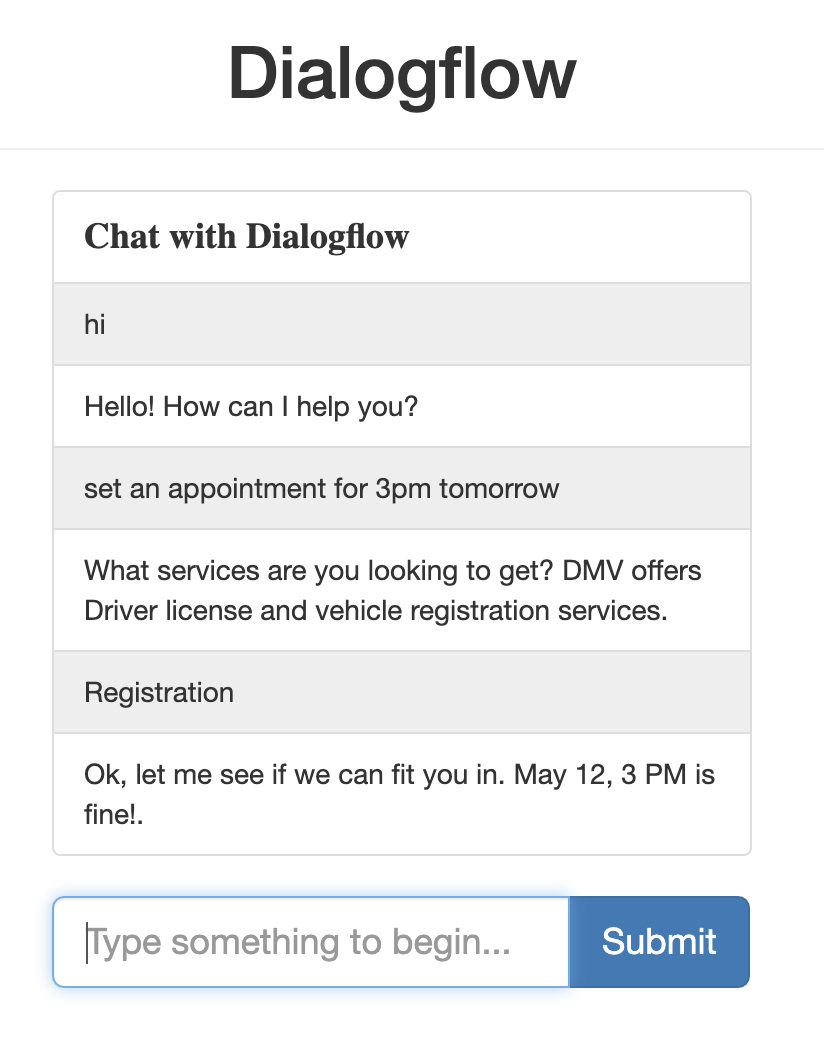 Dialogflow
Chat with Dialogflow
hi
Hello! How can I help you?
set an appointment for 3pm tomorrow
What services are you looking to get? DMV offers
Driver license and vehicle registration services.
Registration
Ok, let me see if we can fit you in. May 12, 3 PM is
fine!.
Type something to begin...
Submit